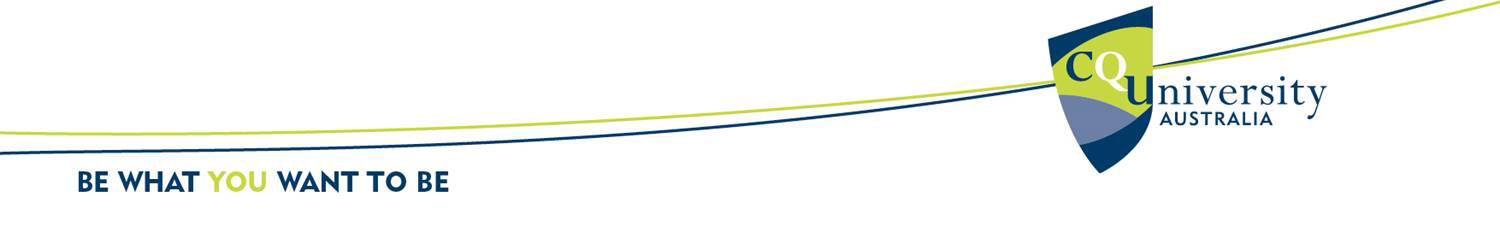 CQUniversity
AUSTRALIA
BE WHAT YOU WANT TO BE